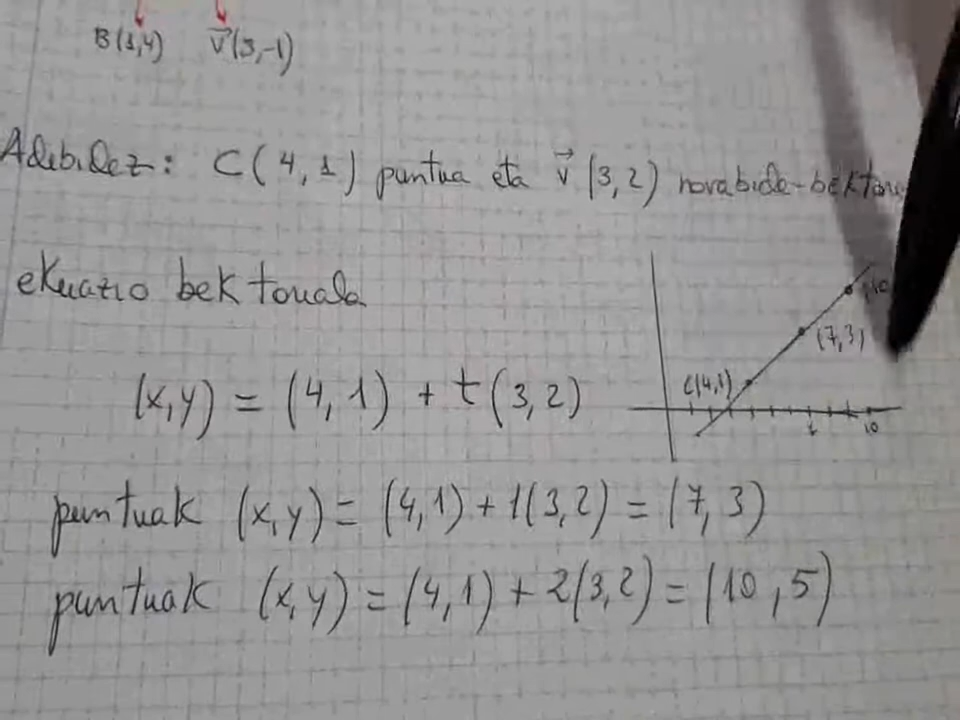 B(1,4) v⃗(3,-1)
Adibidez: C(4,1) puntua eta v⃗(3,2)
ekuazio bektoriala
(x,y) = (4,1) + t(3,2)
C(4,1)
(7,3)
10
puntuak (x,y) = (4,1) + 1(3,2) = (7,3)
puntuak (x,y) = (4,1) + 2(3,2) = (10,5)